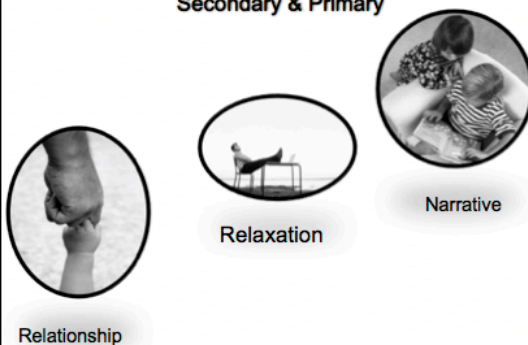 Secondary & Primary
Narrative
Relaxation
Relationship